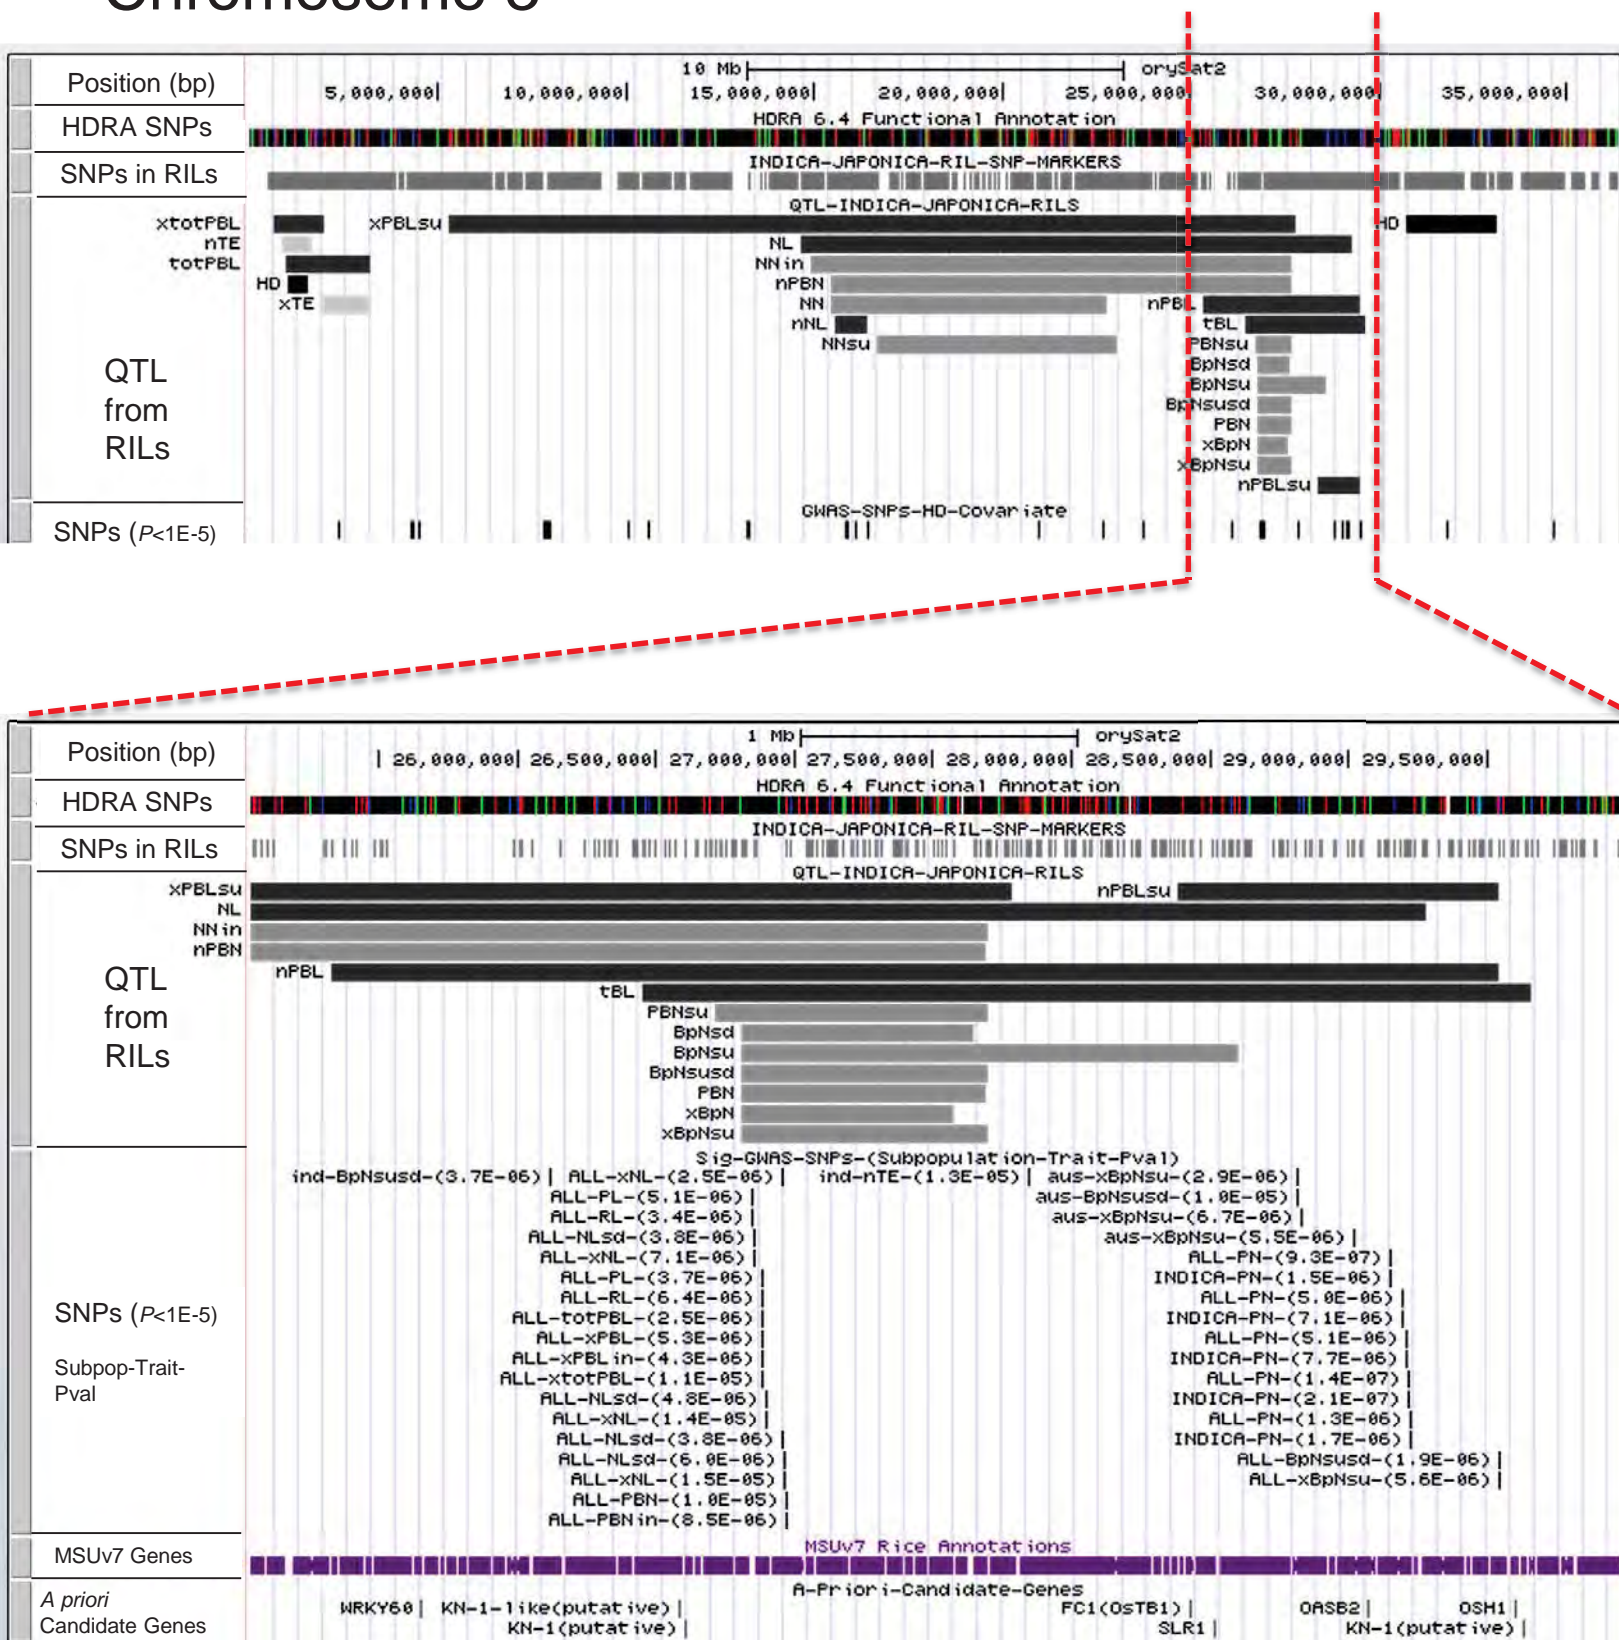 Position (bp)
10 Mb orySat2
5,000,000| 10,000,000| 15,000,000| 20,000,000| 25,000,000| 30,000,000| 35,000,000|
HDRA 6.4 Functional Annotation
HDRA SNPs
INDICA-JAPONICA-RIL-SNP-MARKERS
SNPs in RILs
QTL-INDICA-JAPONICA-RILS
xtotPBL xPBLsu HD
nTE NL
totPBL NNin
HD nPBN
xTE NN nPBL
nNL tBL
NNsu PBNsu
QTL
from
RILs
BpNsd
BpNsu
BpNsusd
PBN
xBpN
xBpNsu
nPBLsu
GWAS-SNPs-HD-Covariate
SNPs (P<1E-5)
1 Mb orySat2
Position (bp)
| 26,000,000| 26,500,000| 27,000,000| 27,500,000| 28,000,000| 28,500,000| 29,000,000| 29,500,000|
HDRA 6.4 Functional Annotation
HDRA SNPs
INDICA-JAPONICA-RIL-SNP-MARKERS
SNPs in RILs
QTL-INDICA-JAPONICA-RILS
xPBLsu nPBLsu
NL
NNin
nPBN
nPBL
tBL
QTL
from
RILs
PBNsu
BpNsd
BpNsu
BpNsusd
PBN
xBpN
xBpNsu
Sig-GWAS-SNPs-(Subpopulation-Trait-Pval)
ind-BpNsusd-(3.7E-06)| ALL-xNL-(2.5E-06)| ind-nTE-(1.3E-05)| aus-xBpNsu-(2.9E-06)|
ALL-PL-(5.1E-06)| aus-BpNsusd-(1.0E-05)|
ALL-RL-(3.4E-06)| aus-xBpNsu-(6.7E-06)|
ALL-NLsd-(3.8E-06)| aus-xBpNsu-(5.5E-06)|
ALL-xNL-(7.1E-06)| ALL-PN-(9.3E-07)|
ALL-PL-(3.7E-06)| INDICA-PN-(1.5E-06)|
ALL-RL-(6.4E-06)| ALL-PN-(5.0E-06)|
ALL-totPBL-(2.5E-06)| INDICA-PN-(7.1E-06)|
ALL-xPBL-(5.3E-06)| ALL-PN-(5.1E-06)|
ALL-xPBLin-(4.3E-06)| INDICA-PN-(7.7E-06)|
ALL-xtotPBL-(1.1E-05)| ALL-PN-(1.4E-07)|
ALL-NLsd-(4.8E-06)| INDICA-PN-(2.1E-07)|
ALL-xNL-(1.4E-05)| ALL-PN-(1.3E-06)|
ALL-NLsd-(3.8E-06)| INDICA-PN-(1.7E-06)|
ALL-NLsd-(6.0E-06)| ALL-BpNsusd-(1.9E-06)|
ALL-xNL-(1.5E-05)| ALL-xBpNsu-(5.6E-06)|
ALL-PBN-(1.0E-05)|
ALL-PBNin-(8.5E-06)|
SNPs (P<1E-5)
Subpop-Trait-
Pval
MSUv7 Rice Annotations
MSUv7 Genes
A-Priori-Candidate-Genes
A priori
Candidate Genes
WRKY60| KN-1-like(putative)| FC1(OsTB1)| OASB2| OSH1|
KN-1(putative)| SLR1| KN-1(putative)|